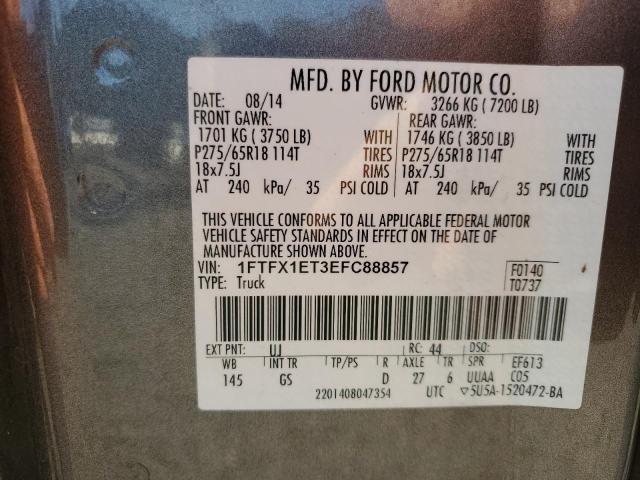 MFD. BY FORD MOTOR CO.
DATE: 08/14 GVWR: 3266 KG ( 7200 LB)
FRONT GAWR: REAR GAWR:
1701 KG ( 3750 LB) WITH 1746 KG ( 3850 LB) WITH
P275/65R18 114T TIRES P275/65R18 114T TIRES
18x7.5J RIMS 18x7.5J RIMS
AT 240 kPa/ 35 PSI COLD AT 240 kPa/ 35 PSI COLD
THIS VEHICLE CONFORMS TO ALL APPLICABLE FEDERAL MOTOR
VEHICLE SAFETY STANDARDS IN EFFECT ON THE DATE OF
MANUFACTURE SHOWN ABOVE.
VIN: 1FTFX1ET3EFC88857 F0140
TYPE: Truck T0737
EXT PNT: UJ RC: 44 DSO:
WB INT TR TP/PS R AXLE TR SPR EF613
145 GS D 27 6 UUAA C05
2201408047354 UTC ▽5U5A-1520472-BA